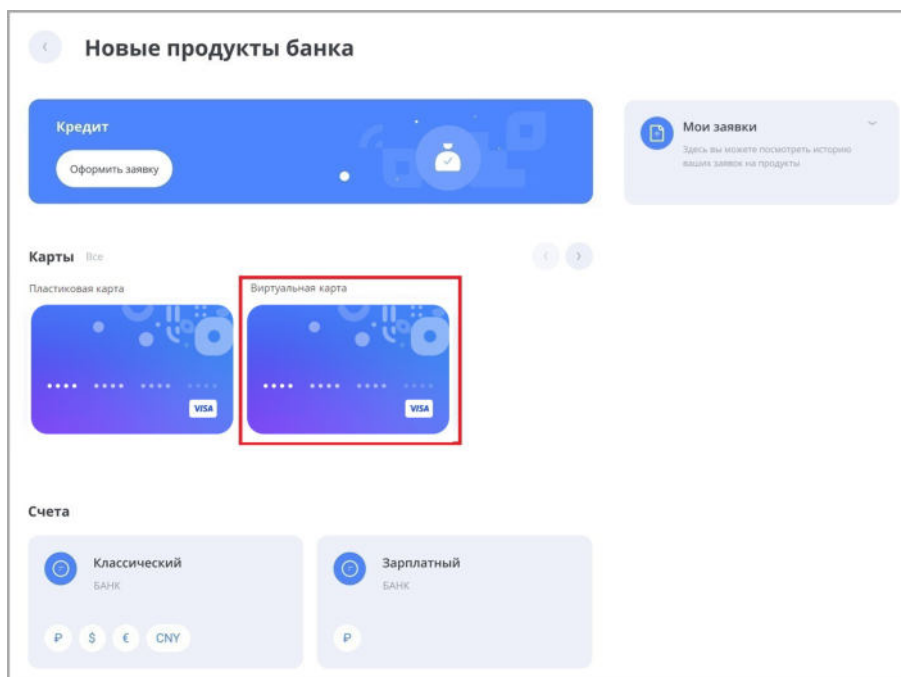 Новые продукты банка
Кредит
Оформить заявку
Мои заявки
Здесь вы можете посмотреть историю
ваших заявок на продукты
Карты Все
Пластиковая карта
Виртуальная карта
VISA
VISA
Счета
Классический
БАНК
₽ $ € CNY
Зарплатный
БАНК
₽